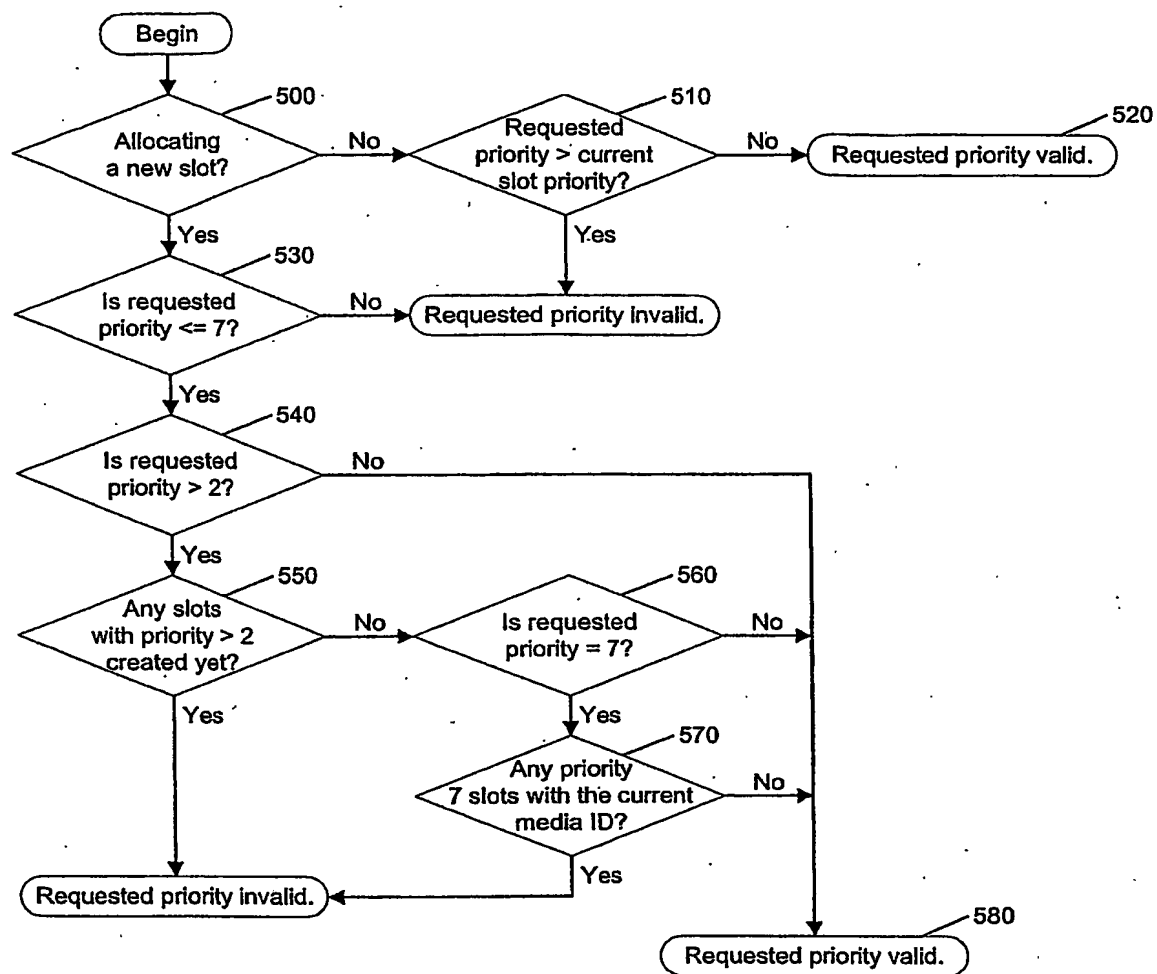 Begin
500
Allocating
a new slot?
No
510
Requested
priority > current
slot priority?
No
520
Requested priority valid.
Yes
Yes
530
Is requested
priority <= 7?
No
Requested priority invalid.
Yes
540
Is requested
priority > 2?
No
Yes
550
Any slots
with priority > 2
created yet?
No
560
Is requested
priority = 7?
No
Yes
Yes
570
Any priority
7 slots with the current
media ID?
No
Yes
Requested priority invalid.
580
Requested priority valid.